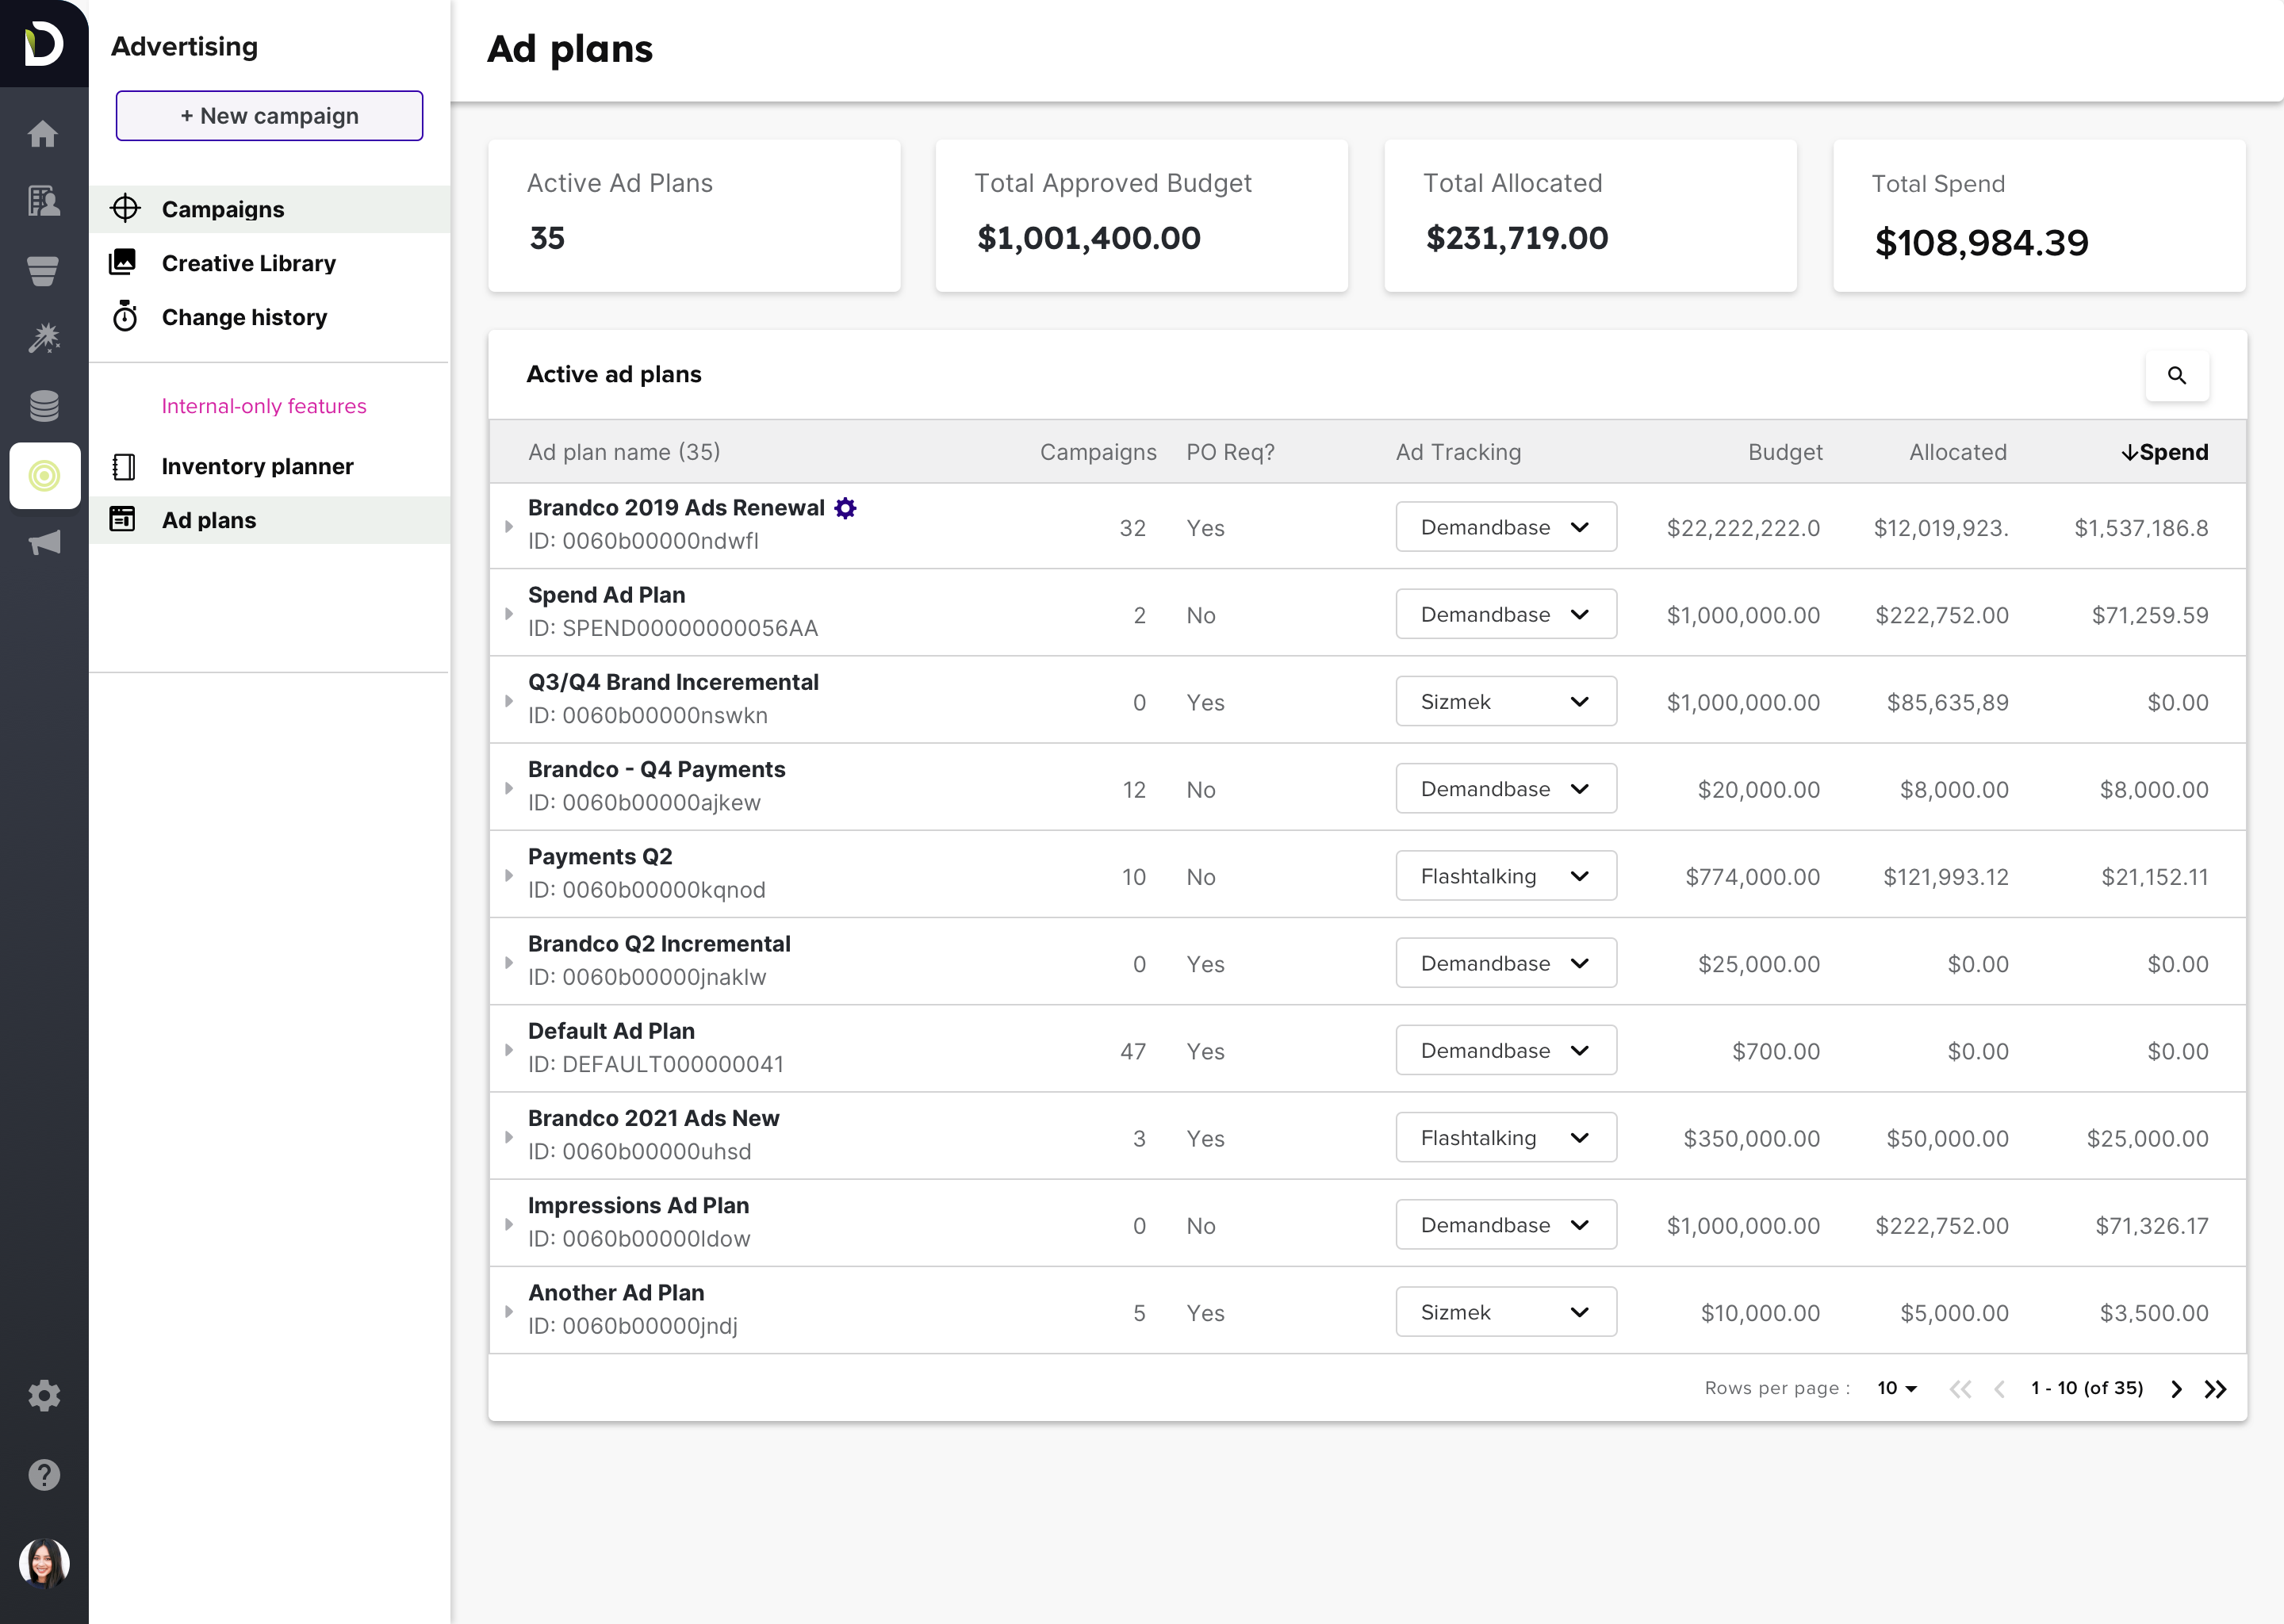 Advertising
+ New campaign
Campaigns
Creative Library
Change history
Internal-only features
Inventory planner
Ad plans
Ad plans
Active Ad Plans
35
Total Approved Budget
$1,001,400.00
Total Allocated
$231,719.00
Total Spend
$108,984.39
Active ad plans
Ad plan name (35) Campaigns PO Req? Ad Tracking Budget Allocated Spend
Brandco 2019 Ads Renewal
ID: 0060b00000ndwfl
32 Yes Demandbase $22,222,222.0 $12,019,923. $1,537,186.8
Spend Ad Plan
ID: SPEND00000000056AA
2 No Demandbase $1,000,000.00 $222,752.00 $71,259.59
Q3/Q4 Brand Inceremental
ID: 0060b00000nswkn
0 Yes Sizmek $1,000,000.00 $85,635,89 $0.00
Brandco - Q4 Payments
ID: 0060b00000ajkew
12 No Demandbase $20,000.00 $8,000.00 $8,000.00
Payments Q2
ID: 0060b00000kqnod
10 No Flashtalking $774,000.00 $121,993.12 $21,152.11
Brandco Q2 Incremental
ID: 0060b00000jnaklw
0 Yes Demandbase $25,000.00 $0.00 $0.00
Default Ad Plan
ID: DEFAULT000000041
47 Yes Demandbase $700.00 $0.00 $0.00
Brandco 2021 Ads New
ID: 0060b00000uhsd
3 Yes Flashtalking $350,000.00 $50,000.00 $25,000.00
Impressions Ad Plan
ID: 0060b00000ldow
0 No Demandbase $1,000,000.00 $222,752.00 $71,326.17
Another Ad Plan
ID: 0060b00000jndj
5 Yes Sizmek $10,000.00 $5,000.00 $3,500.00
Rows per page : 10 1 - 10 (of 35)